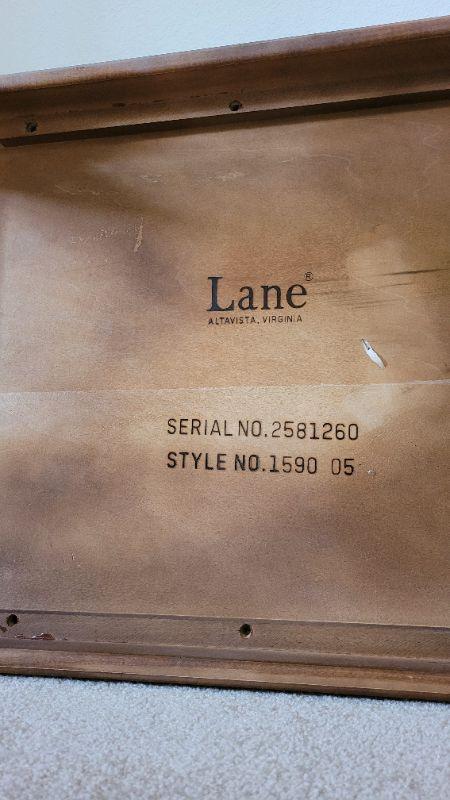 Lane®
ALTAVISTA, VIRGINIA
SERIAL NO.2581260
STYLE NO.1590 05